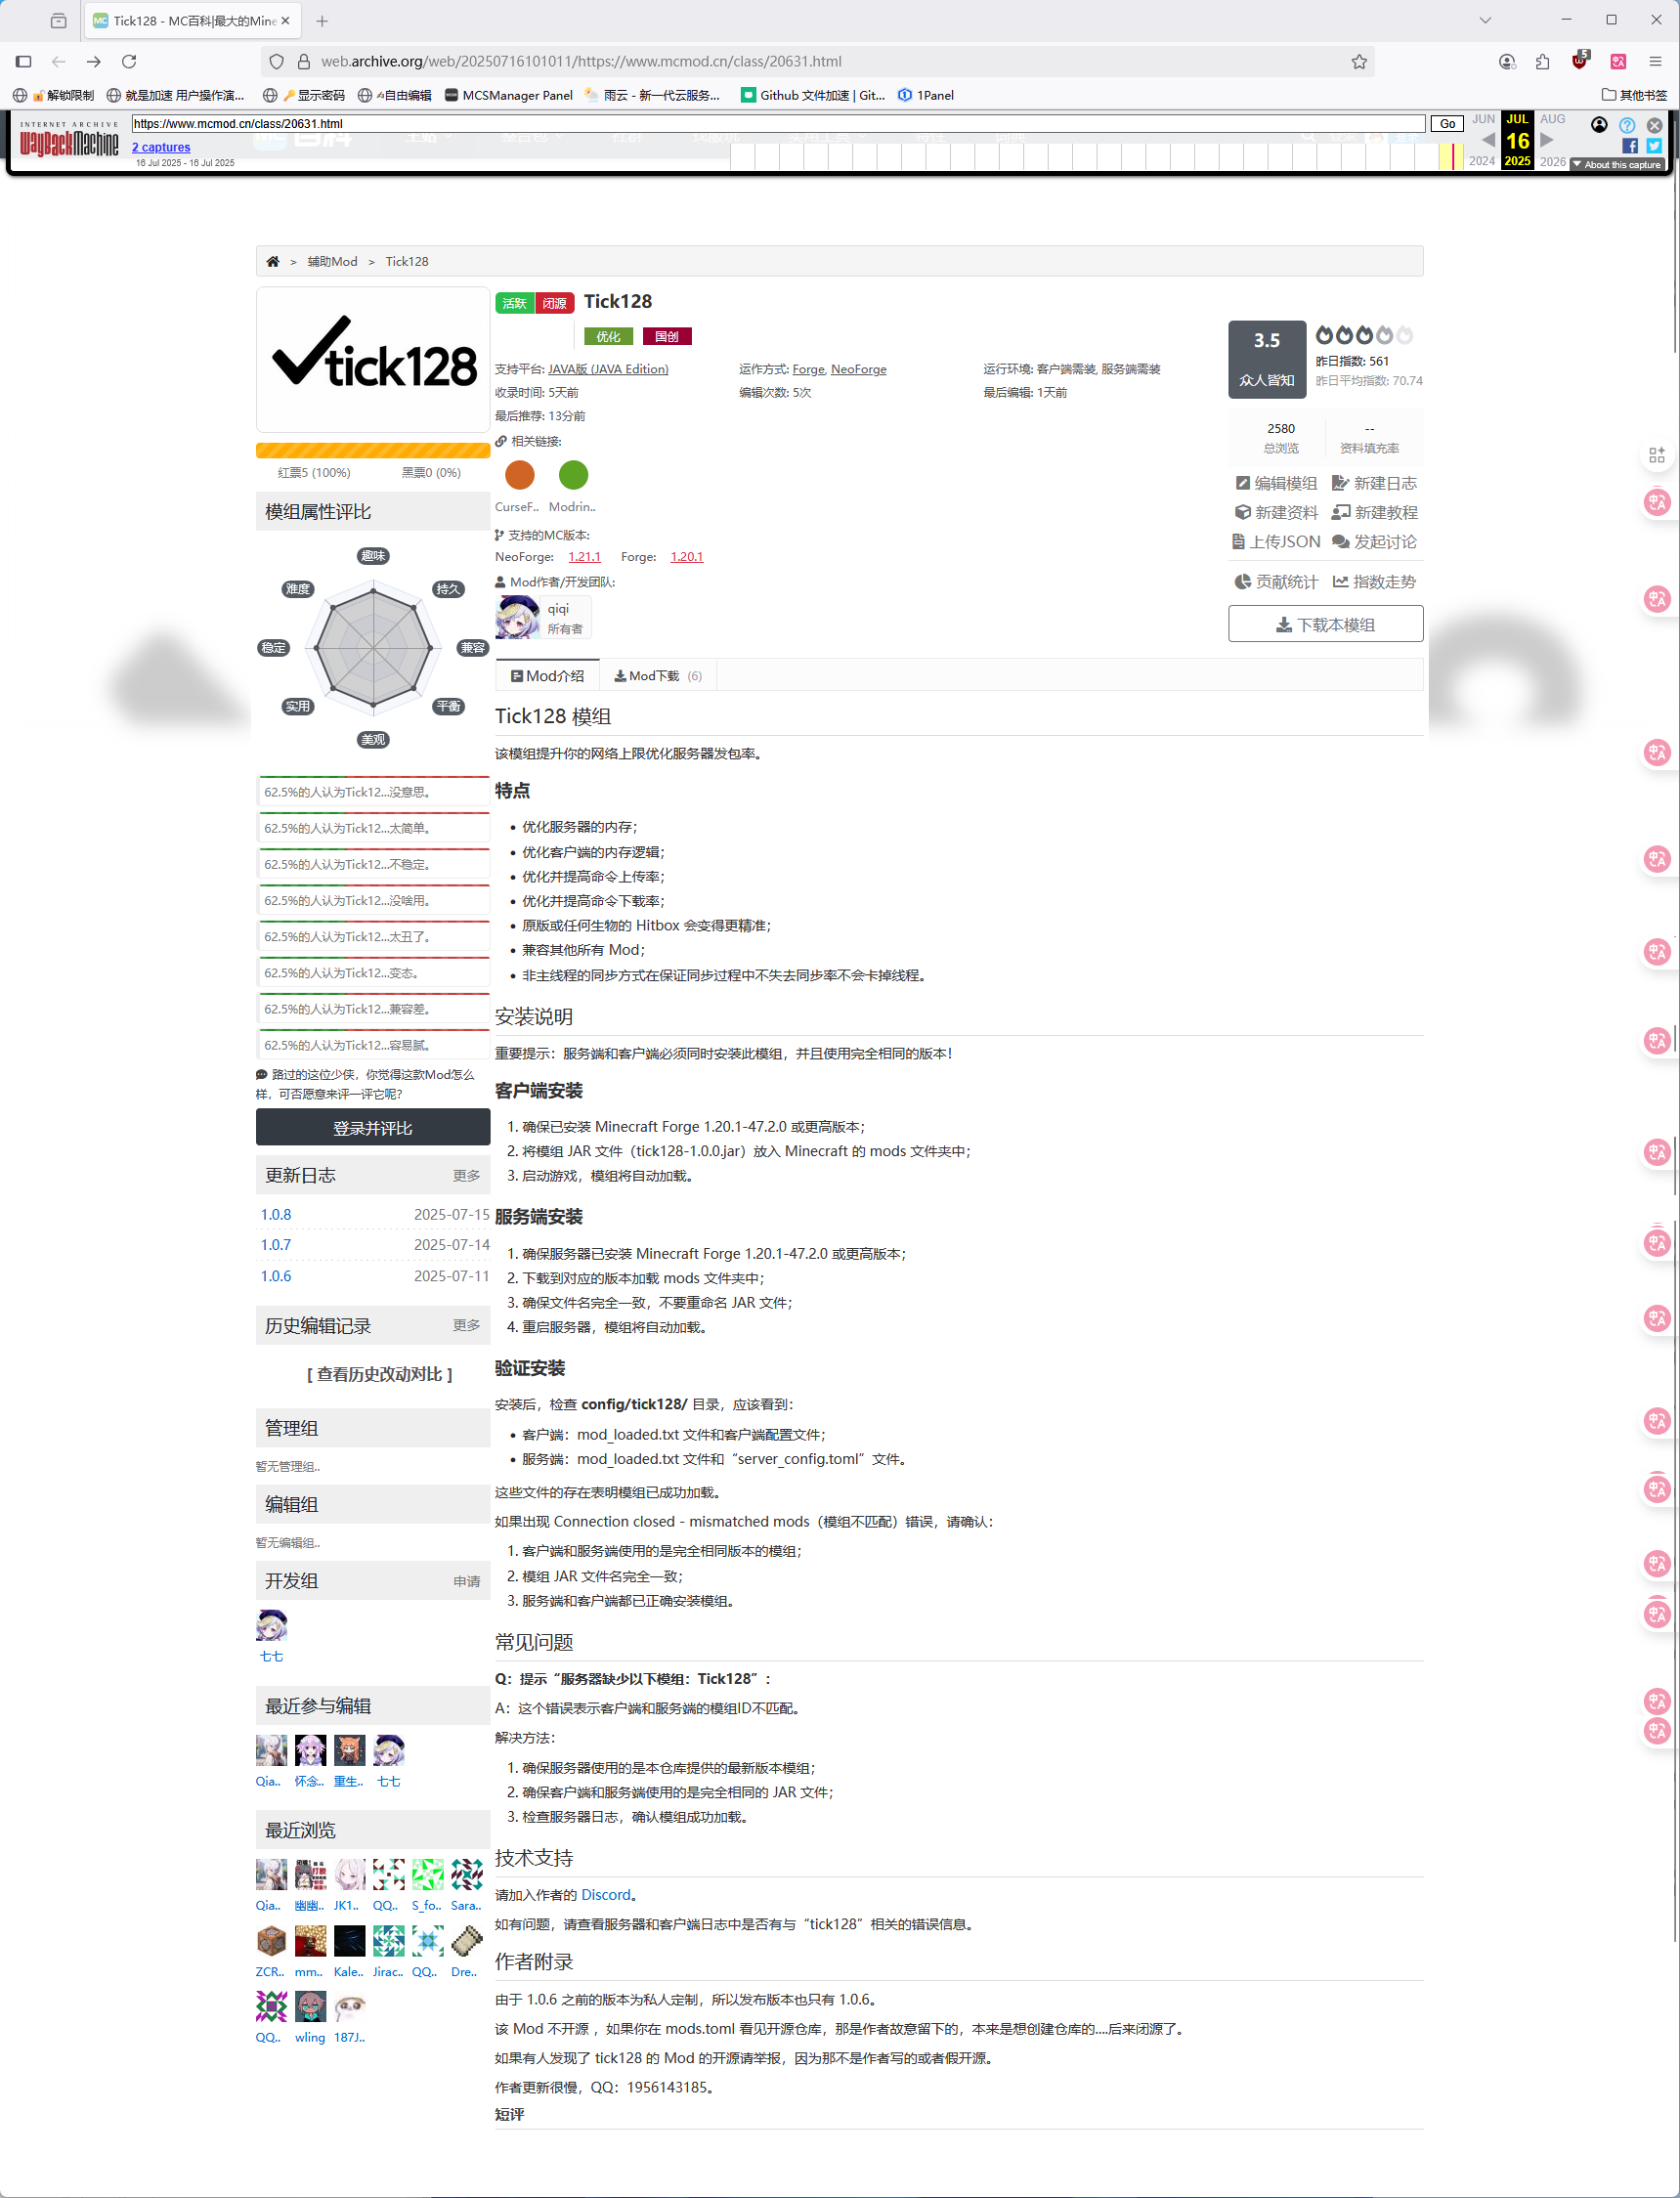 Tick128 - MC百科|最大的Mine
web.archive.org/web/20250716101011/https://www.mcmod.cn/class/20631.html
解锁限制 就是加速 用户操作演... 显示密码 自由编辑 MCSManager Panel 雨云 - 新一代云服务... Github 文件加速 | Git... 1Panel 其他书签
INTERNET ARCHIVE
WayBackMachine
https://www.mcmod.cn/class/20631.html
Go
JUN JUL AUG
2 captures
16
16 Jul 2025 - 16 Jul 2025
2024 2025 2026
About this capture
> 辅助Mod > Tick128
tick128
活跃 闭源 Tick128
优化 国创
支持平台: JAVA版 (JAVA Edition) 运作方式: Forge, NeoForge 运行环境: 客户端需装, 服务端需装
收录时间: 5天前 编辑次数: 5次 最后编辑: 1天前
最后推荐: 13分前
相关链接:
CurseF.. Modrin..
支持的MC版本:
NeoForge: 1.21.1 Forge: 1.20.1
Mod作者/开发团队:
qiqi
所有者
3.5
众人皆知
昨日指数: 561
昨日平均指数: 70.74
2580 --
总浏览 资料填充率
编辑模组 新建日志
新建资料 新建教程
上传JSON 发起讨论
贡献统计 指数走势
下载本模组
红票5 (100%) 黑票0 (0%)
模组属性评比
趣味
难度 持久
稳定 兼容
实用 平衡
美观
62.5%的人认为Tick12...没意思。
62.5%的人认为Tick12...太简单。
62.5%的人认为Tick12...不稳定。
62.5%的人认为Tick12...没啥用。
62.5%的人认为Tick12...太丑了。
62.5%的人认为Tick12...变态。
62.5%的人认为Tick12...兼容差。
62.5%的人认为Tick12...容易腻。
路过的这位少侠，你觉得这款Mod怎么
样，可否愿意来评一评它呢？
登录并评比
更新日志 更多
1.0.8 2025-07-15
1.0.7 2025-07-14
1.0.6 2025-07-11
历史编辑记录 更多
[ 查看历史改动对比 ]
管理组
暂无管理组..
编辑组
暂无编辑组..
开发组 申请
七七
最近参与编辑
Qia.. 怀念.. 重生.. 七七
最近浏览
Qia.. 幽幽.. JK1.. QQ.. S_fo.. Sara..
ZCR.. mm.. Kale.. Jirac.. QQ.. Dre..
QQ.. wling 187J..
Mod介绍 Mod下载 (6)
Tick128 模组
该模组提升你的网络上限优化服务器发包率。
特点
• 优化服务器的内存；
• 优化客户端的内存逻辑；
• 优化并提高命令上传率；
• 优化并提高命令下载率；
• 原版或任何生物的 Hitbox 会变得更精准；
• 兼容其他所有 Mod；
• 非主线程的同步方式在保证同步过程中不失去同步率不会卡掉线程。
安装说明
重要提示：服务端和客户端必须同时安装此模组，并且使用完全相同的版本！
客户端安装
1. 确保已安装 Minecraft Forge 1.20.1-47.2.0 或更高版本；
2. 将模组 JAR 文件（tick128-1.0.0.jar）放入 Minecraft 的 mods 文件夹中；
3. 启动游戏，模组将自动加载。
服务端安装
1. 确保服务器已安装 Minecraft Forge 1.20.1-47.2.0 或更高版本；
2. 下载到对应的版本加载 mods 文件夹中；
3. 确保文件名完全一致，不要重命名 JAR 文件；
4. 重启服务器，模组将自动加载。
验证安装
安装后，检查 config/tick128/ 目录，应该看到：
• 客户端：mod_loaded.txt 文件和客户端配置文件；
• 服务端：mod_loaded.txt 文件和“server_config.toml”文件。
这些文件的存在表明模组已成功加载。
如果出现 Connection closed - mismatched mods（模组不匹配）错误，请确认：
1. 客户端和服务端使用的是完全相同版本的模组；
2. 模组 JAR 文件名完全一致；
3. 服务端和客户端都已正确安装模组。
常见问题
Q：提示“服务器缺少以下模组：Tick128”：
A：这个错误表示客户端和服务端的模组ID不匹配。
解决方法：
1. 确保服务器使用的是本仓库提供的最新版本模组；
2. 确保客户端和服务端使用的是完全相同的 JAR 文件；
3. 检查服务器日志，确认模组成功加载。
技术支持
请加入作者的 Discord。
如有问题，请查看服务器和客户端日志中是否有与“tick128”相关的错误信息。
作者附录
由于 1.0.6 之前的版本为私人定制，所以发布版本也只有 1.0.6。
该 Mod 不开源 ，如果你在 mods.toml 看见开源仓库，那是作者故意留下的，本来是想创建仓库的....后来闭源了。
如果有人发现了 tick128 的 Mod 的开源请举报，因为那不是作者写的或者假开源。
作者更新很慢，QQ：1956143185。
短评